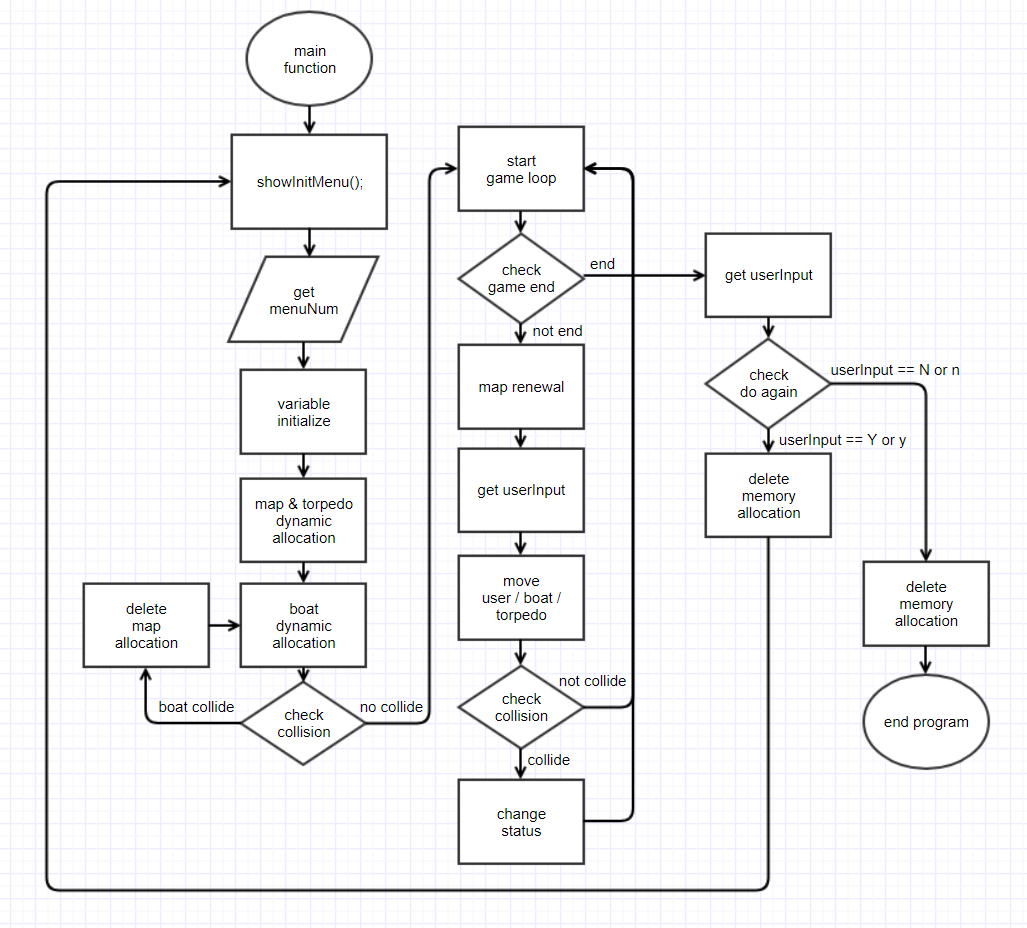 main
function
showInitMenu();
get
menuNum
variable
initialize
map & torpedo
dynamic
allocation
delete
map
allocation
boat
dynamic
allocation
boat collide
check
collision
no collide
start
game loop
check
game end
end
not end
map renewal
get userInput
move
user / boat /
torpedo
check
collision
not collide
collide
change
status
get userInput
check
do again
userInput == N or n
userInput == Y or y
delete
memory
allocation
delete
memory
allocation
end program